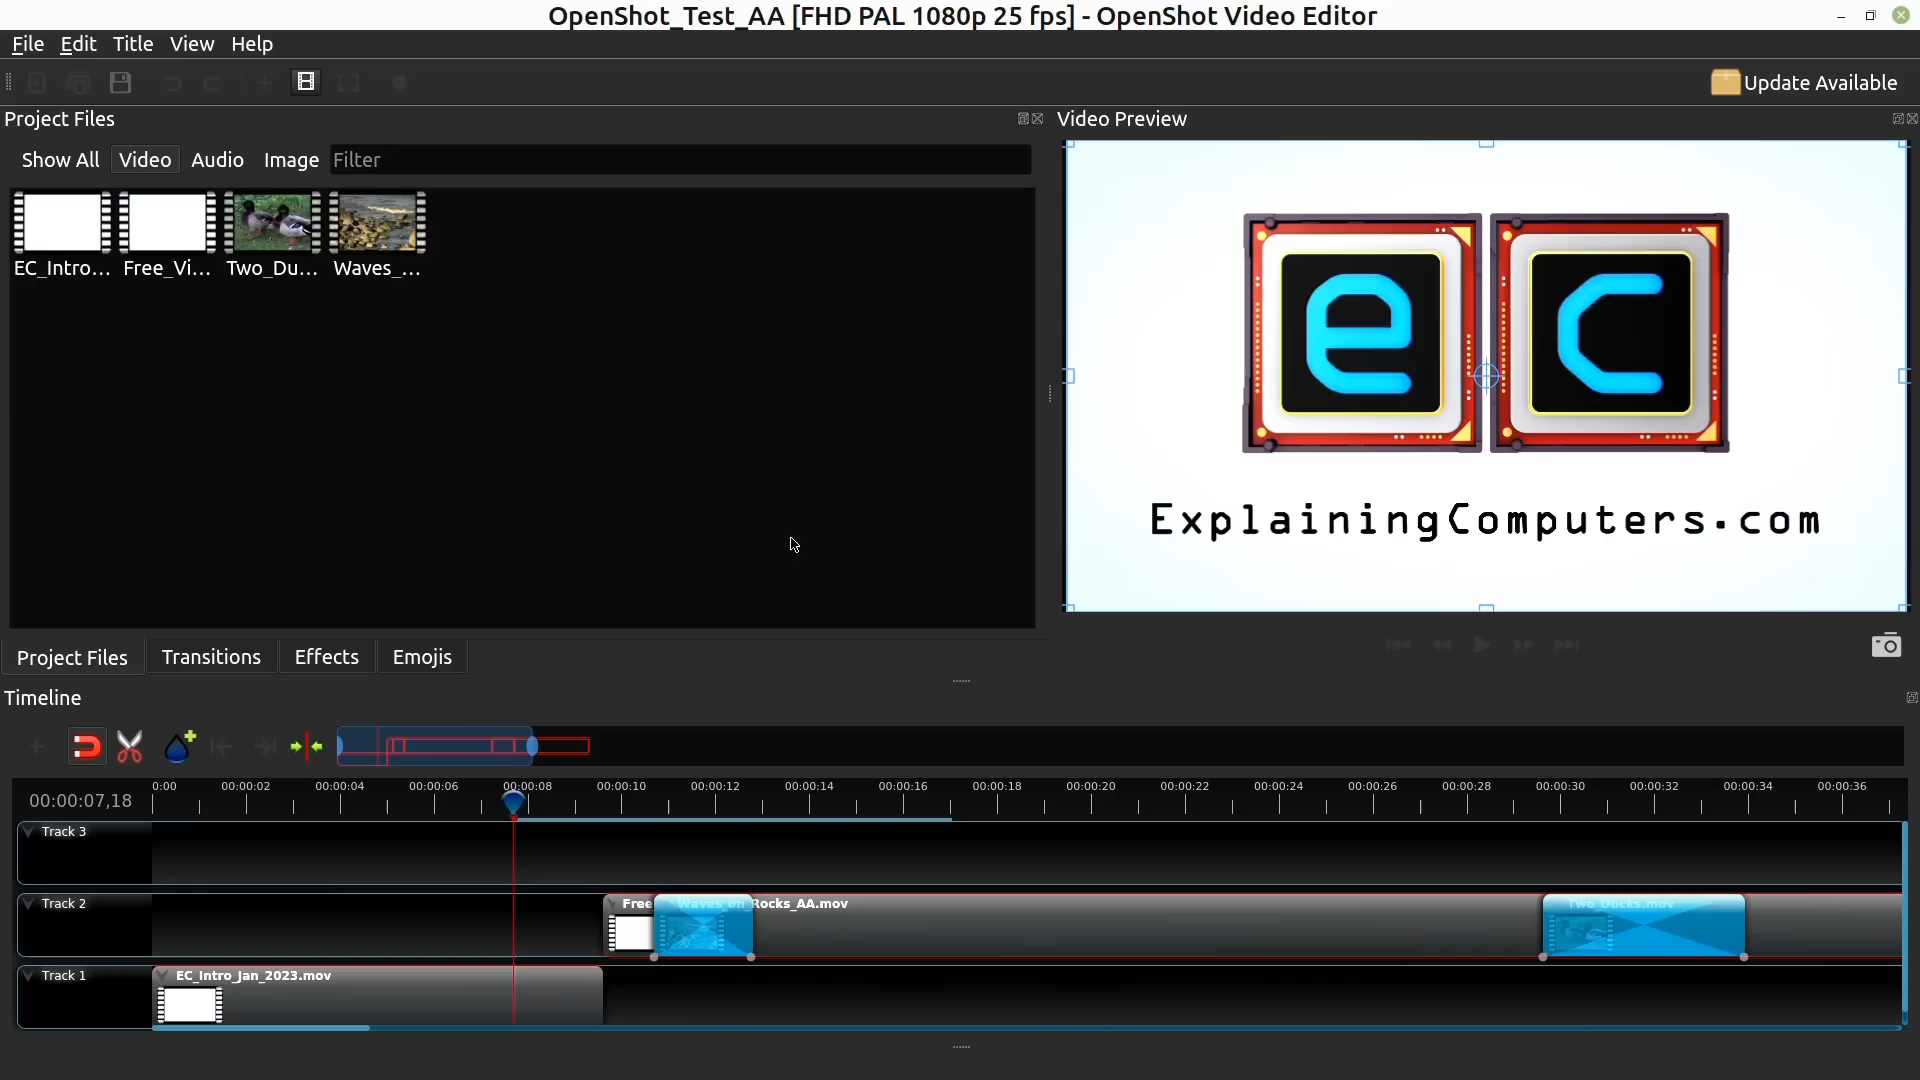 OpenShot_Test_AA [FHD PAL 1080p 25 fps] - OpenShot Video Editor
File Edit Title View Help
Update Available
Project Files
Video Preview
Show All Video Audio Image Filter
EC_Intro... Free_Vi... Two_Du... Waves_...
e c
ExplainingComputers.com
Project Files Transitions Effects Emojis
Timeline
0:00 00:00:02 00:00:04 00:00:06 00:00:08 00:00:10 00:00:12 00:00:14 00:00:16 00:00:18 00:00:20 00:00:22 00:00:24 00:00:26 00:00:28 00:00:30 00:00:32 00:00:34 00:00:36
00:00:07,18
Track 3
Track 2 Free Waves_on_Rocks_AA.mov Two_Ducks.mov
Track 1 EC_Intro_Jan_2023.mov